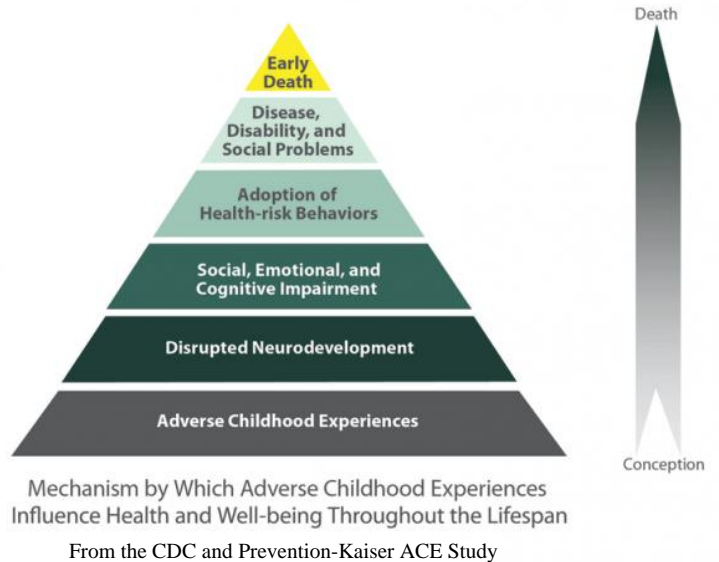 Death
Early
Death
Disease,
Disability, and
Social Problems
Adoption of
Health-risk Behaviors
Social, Emotional, and
Cognitive Impairment
Disrupted Neurodevelopment
Adverse Childhood Experiences
Conception
Mechanism by Which Adverse Childhood Experiences
Influence Health and Well-being Throughout the Lifespan
From the CDC and Prevention-Kaiser ACE Study